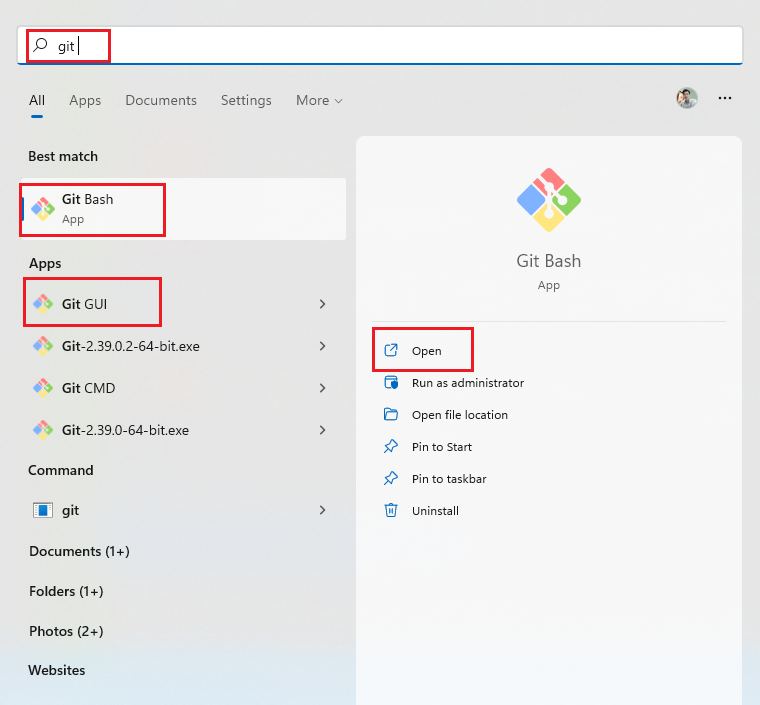 git
All Apps Documents Settings More
Best match
Git Bash
App
Apps
Git GUI
Git-2.39.0.2-64-bit.exe
Git CMD
Git-2.39.0-64-bit.exe
Command
git
Documents (1+)
Folders (1+)
Photos (2+)
Websites
Git Bash
App
Open
Run as administrator
Open file location
Pin to Start
Pin to taskbar
Uninstall